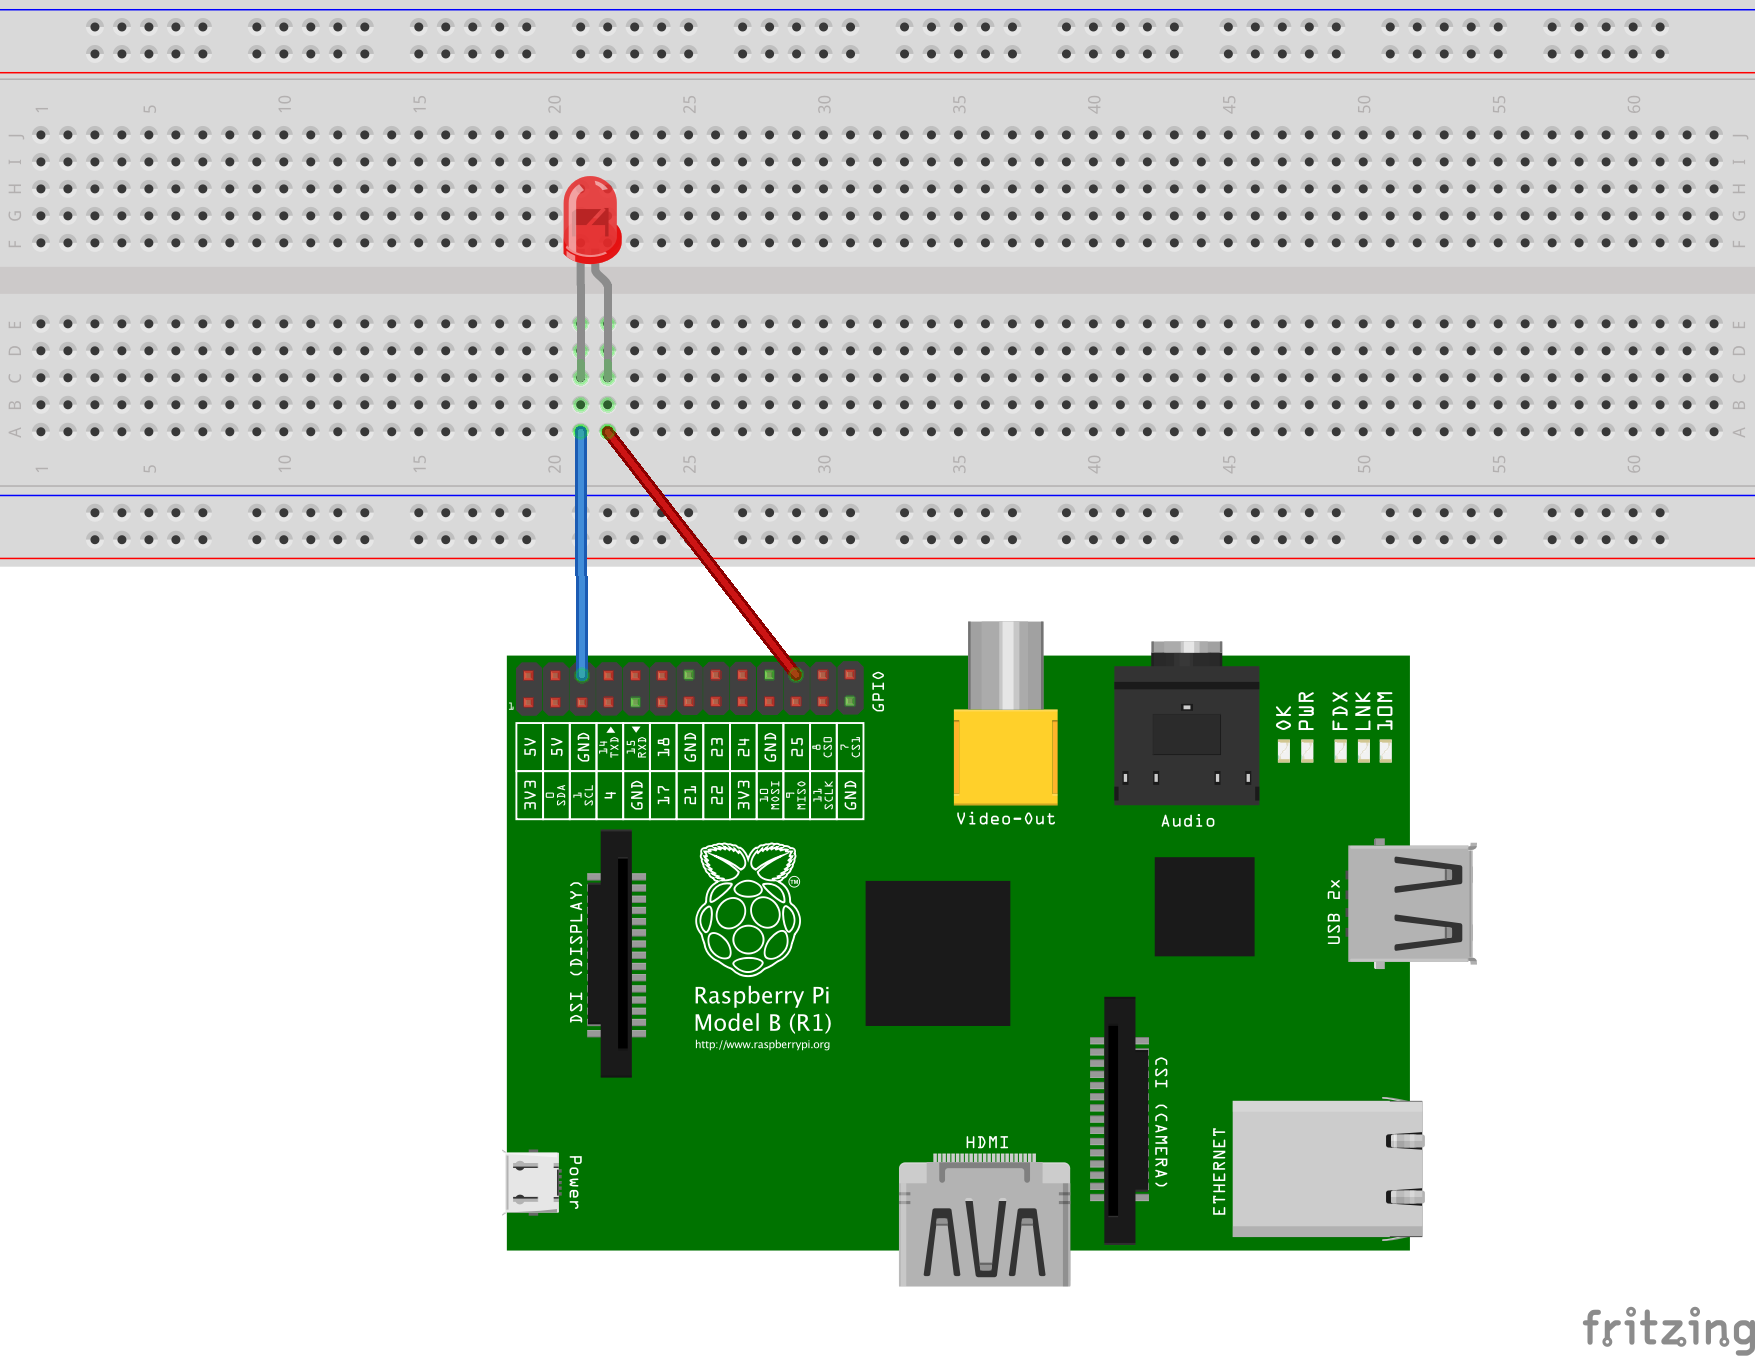 1 5 10 15 20 25 30 35 40 45 50 55 60
J J
I I
H H
G G
F F
E E
D D
C C
B B
A A
1 5 10 15 20 25 30 35 40 45 50 55 60
1
GPIO
5V 5V GND 14 TXD 15 RXD 18 GND 23 24 GND 25 8 CS0 7 CS1
3V3 0 SDA 1 SCL 4 GND 17 21 22 3V3 10 MOSI 9 MISO 11 SCLK GND
OK PWR FDX LNK 10M
Video-Out
Audio
DSI (DISPLAY)
TM
Raspberry Pi
Model B (R1)
http://www.raspberrypi.org
USB 2x
CSI (CAMERA)
HDMI
ETHERNET
Power
fritzing